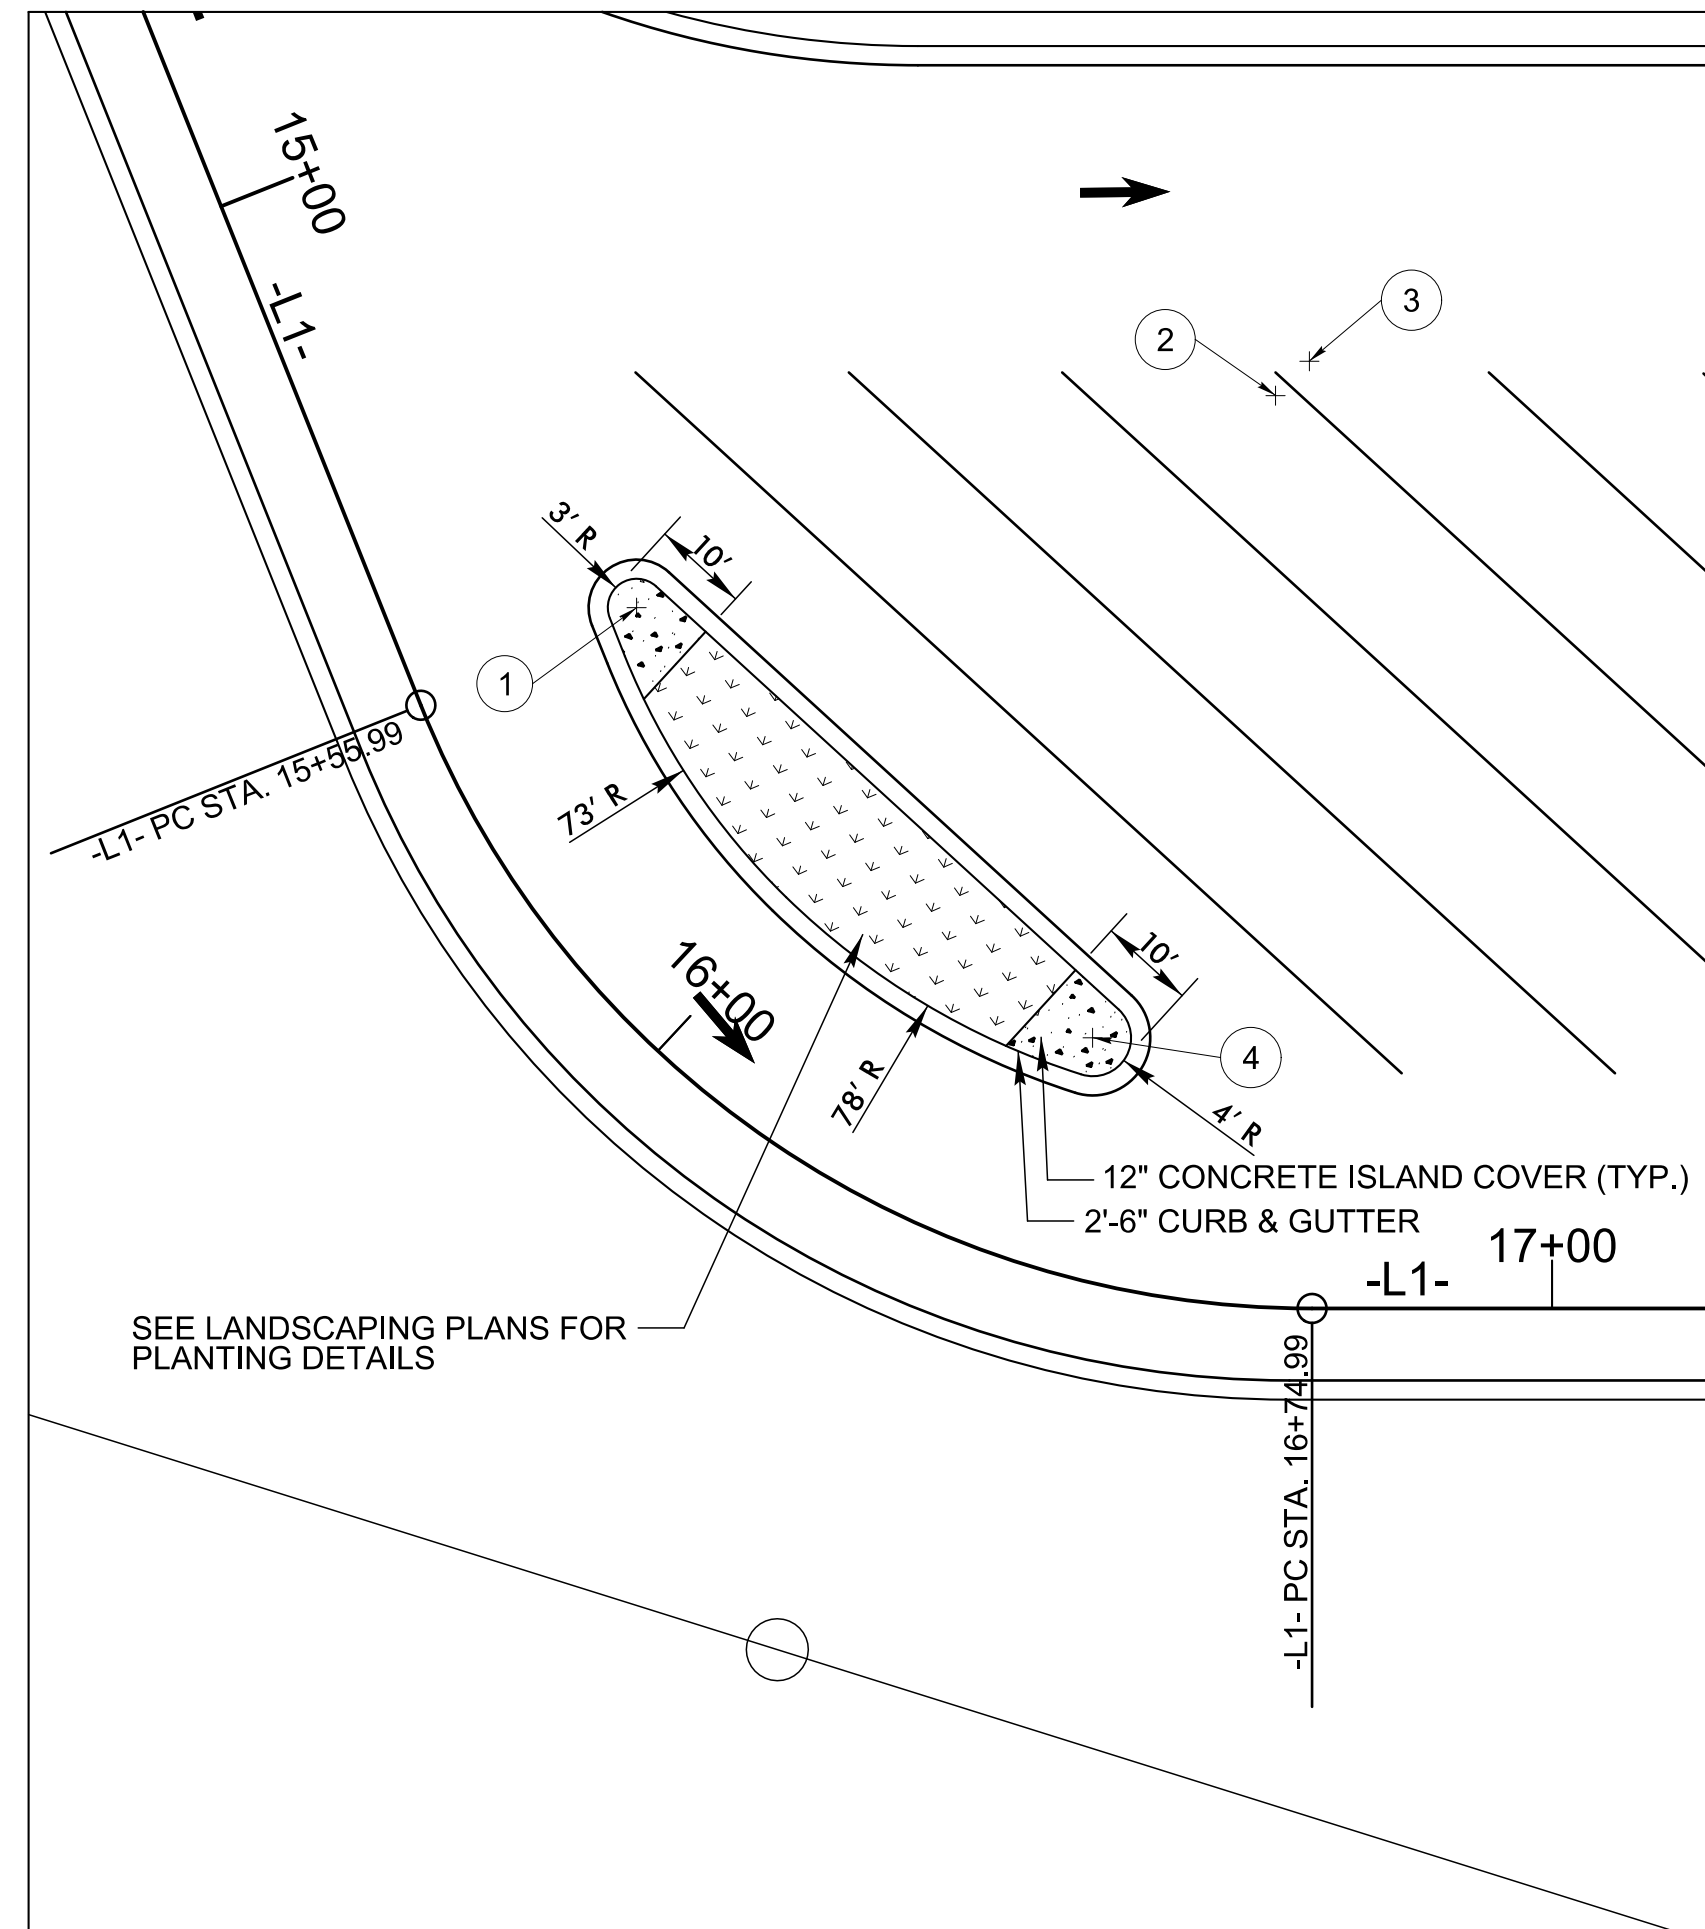 15+00
-L1-
3
2
3' R
10'
1
-L1- PC STA. 15+55.99
73' R
10'
16+00
4
78' R
4' R
12" CONCRETE ISLAND COVER (TYP.)
2'-6" CURB & GUTTER
17+00
-L1-
SEE LANDSCAPING PLANS FOR
PLANTING DETAILS
-L1- PC STA. 16+74.99